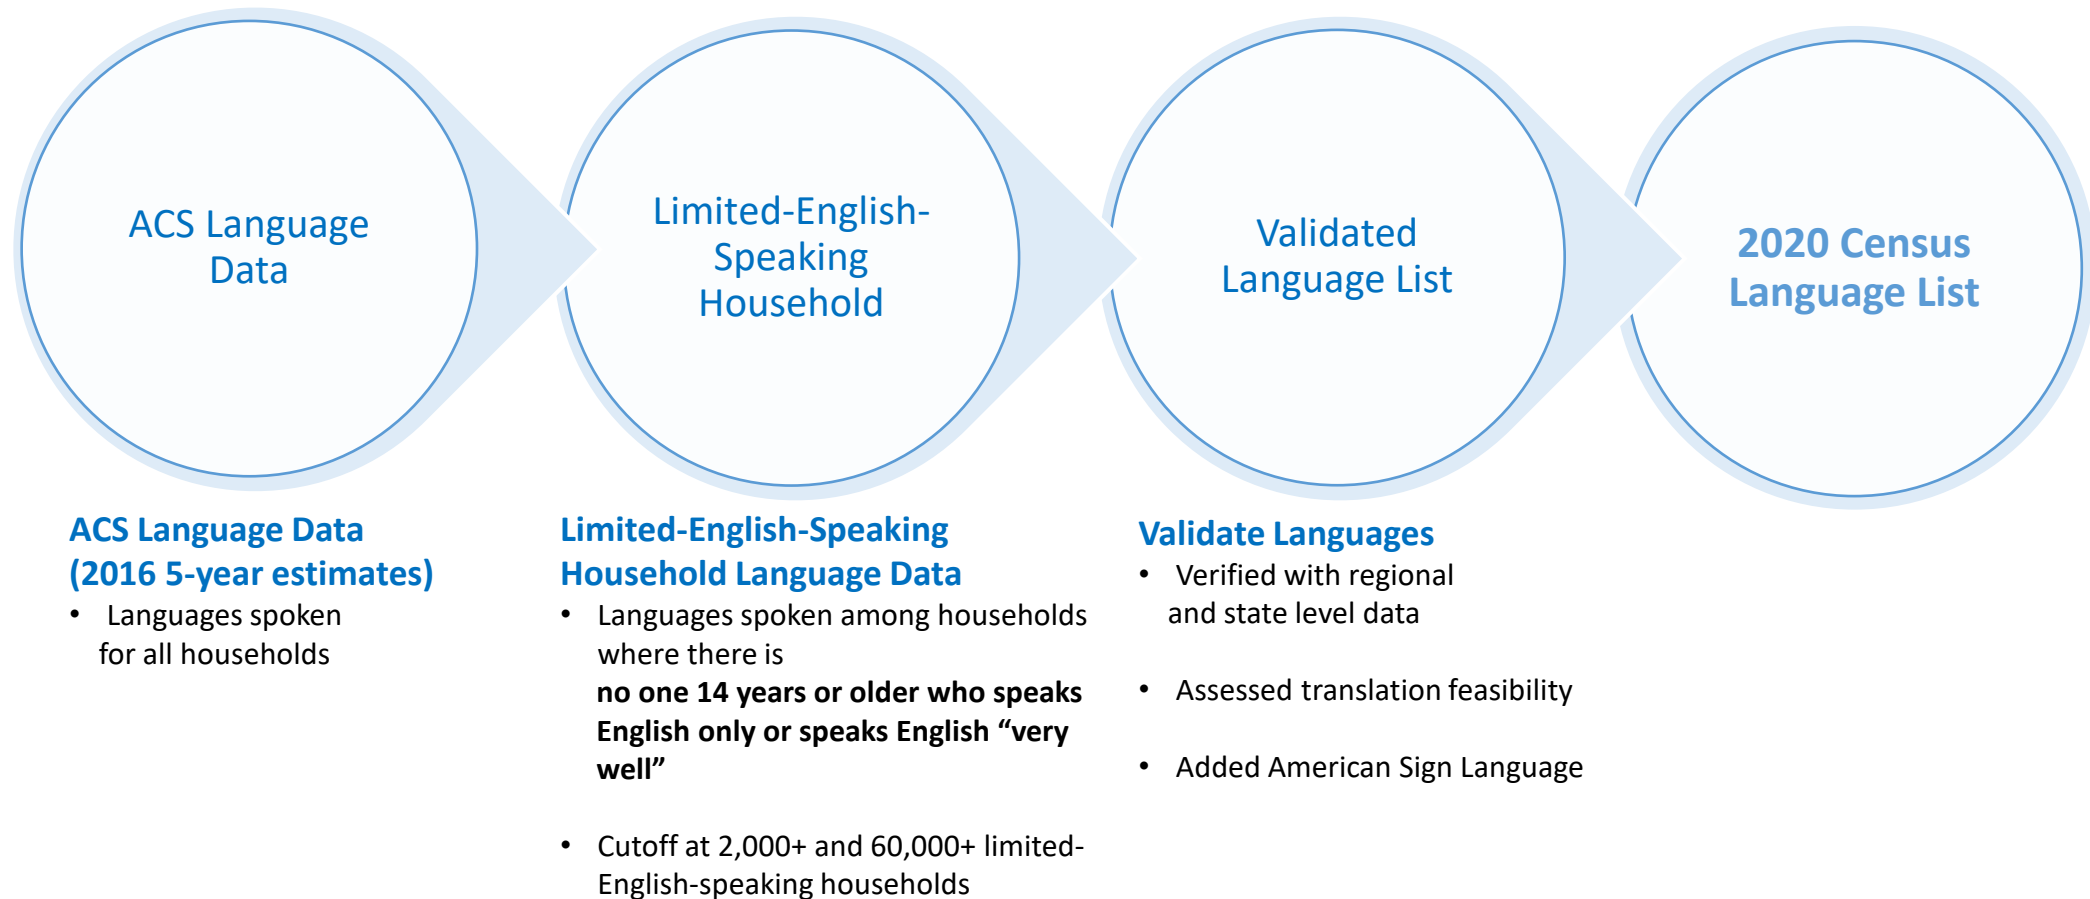 ACS Language
Data
Limited-English-
Speaking
Household
Validated
Language List
2020 Census
Language List
ACS Language Data
(2016 5-year estimates)
• Languages spoken
for all households
Limited-English-Speaking
Household Language Data
• Languages spoken among households
where there is
no one 14 years or older who speaks
English only or speaks English “very
well”
• Cutoff at 2,000+ and 60,000+ limited-
English-speaking households
Validate Languages
• Verified with regional
and state level data
• Assessed translation feasibility
• Added American Sign Language